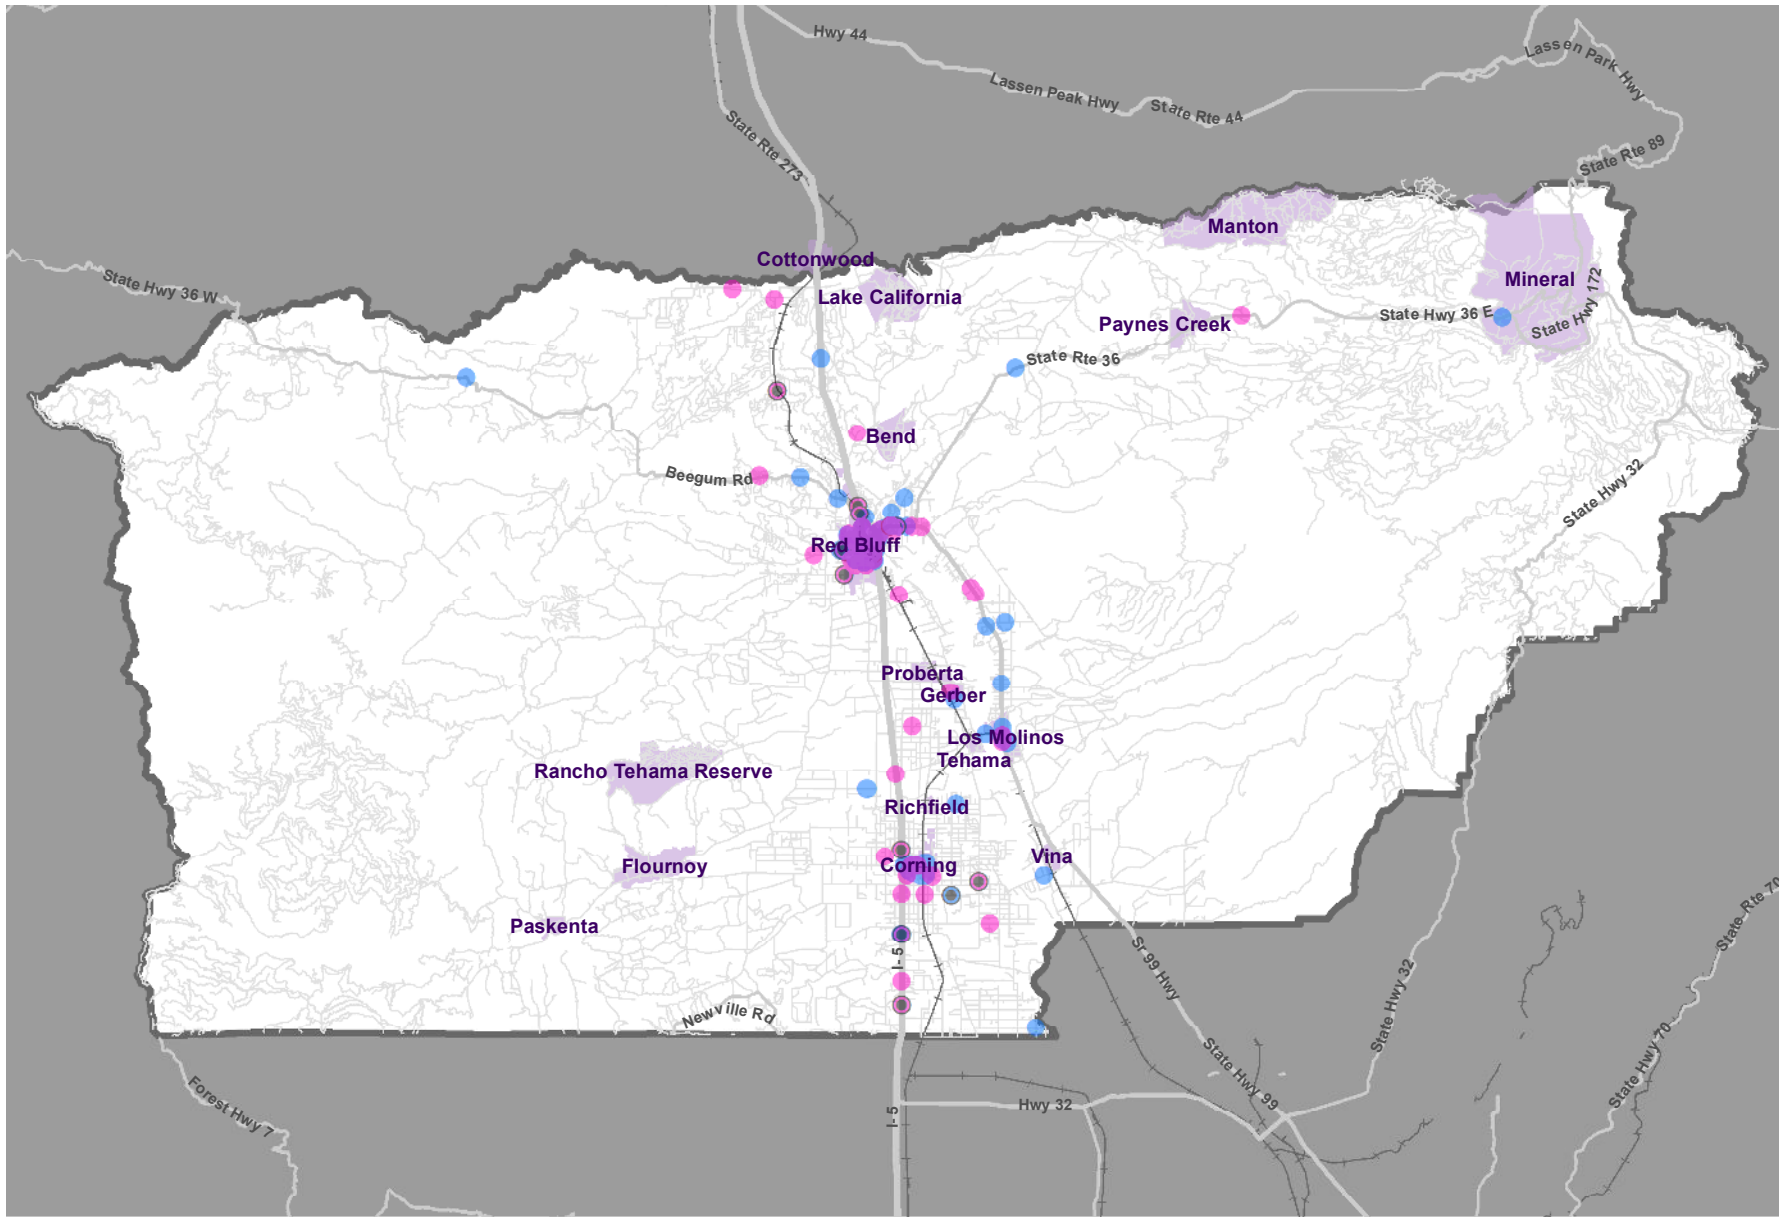 Hwy 44
Lassen Park Hwy
Lassen Peak Hwy
State Rte 44
State Rte 273
State Rte 89
Manton
Cottonwood
State Hwy 36 W
Mineral
Lake California
State Hwy 172
Paynes Creek
State Hwy 36 E
State Rte 36
Bend
Beegum Rd
State Hwy 32
Red Bluff
Proberta
Gerber
Los Molinos
Tehama
Rancho Tehama Reserve
Richfield
Corning
Vina
Flournoy
Paskenta
State Rte 70
I-5
Sr 99 Hwy
State Hwy 32
Newville Rd
State Hwy 70
State Hwy 99
Forest Hwy 7
I-5
Hwy 32